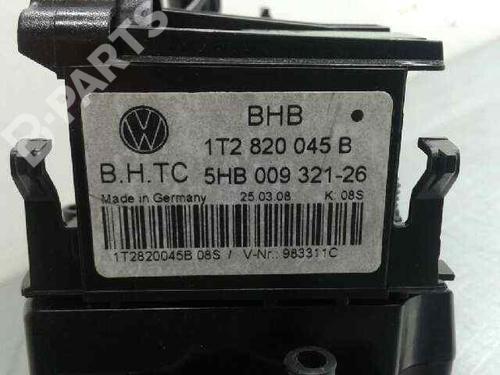 B-PARTS
BHB
1T2 820 045 B
B.H.TC 5HB 009 321-26
Made in Germany 25.03.08 K: 08S
1T2820045B 08S / V-Nr.: 983311C